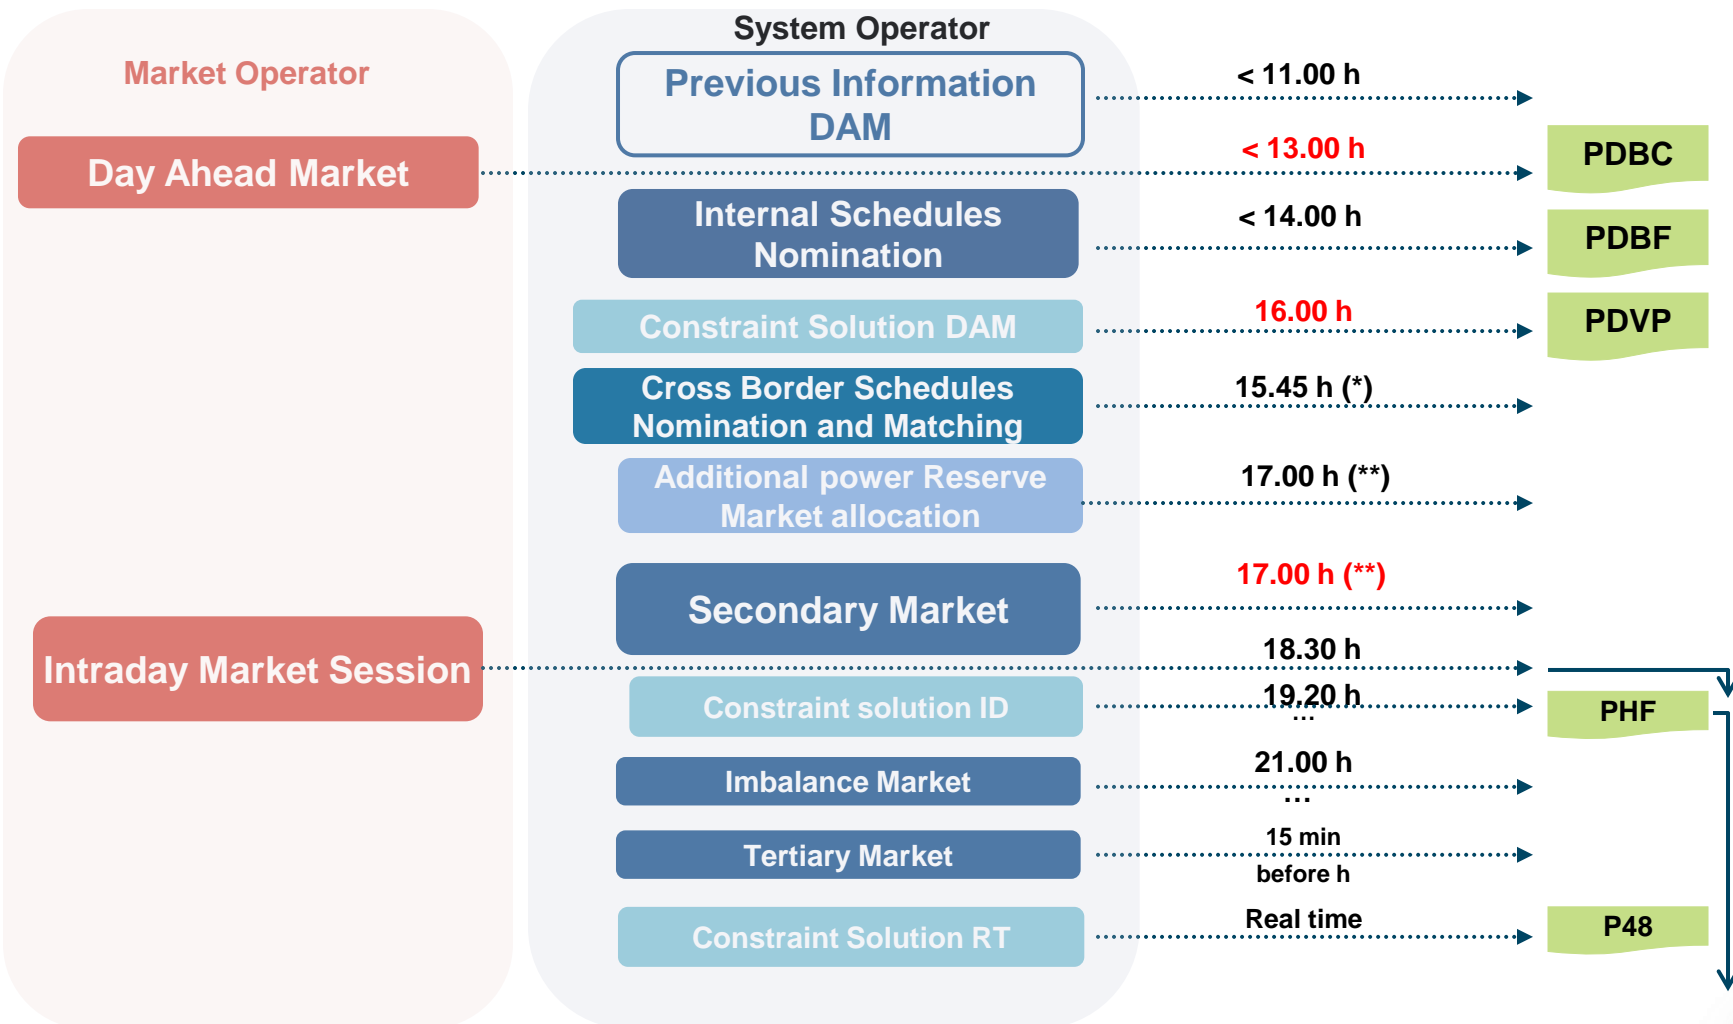 System Operator
Market Operator
Previous Information
DAM
< 11.00 h
Day Ahead Market
< 13.00 h
PDBC
Internal Schedules
Nomination
< 14.00 h
PDBF
Constraint Solution DAM
16.00 h
PDVP
Cross Border Schedules
Nomination and Matching
15.45 h (*)
Additional power Reserve
Market allocation
17.00 h (**)
Secondary Market
17.00 h (**)
Intraday Market Session
18.30 h
Constraint solution ID
19.20 h
...
PHF
Imbalance Market
21.00 h
...
Tertiary Market
15 min
before h
Constraint Solution RT
Real time
P48